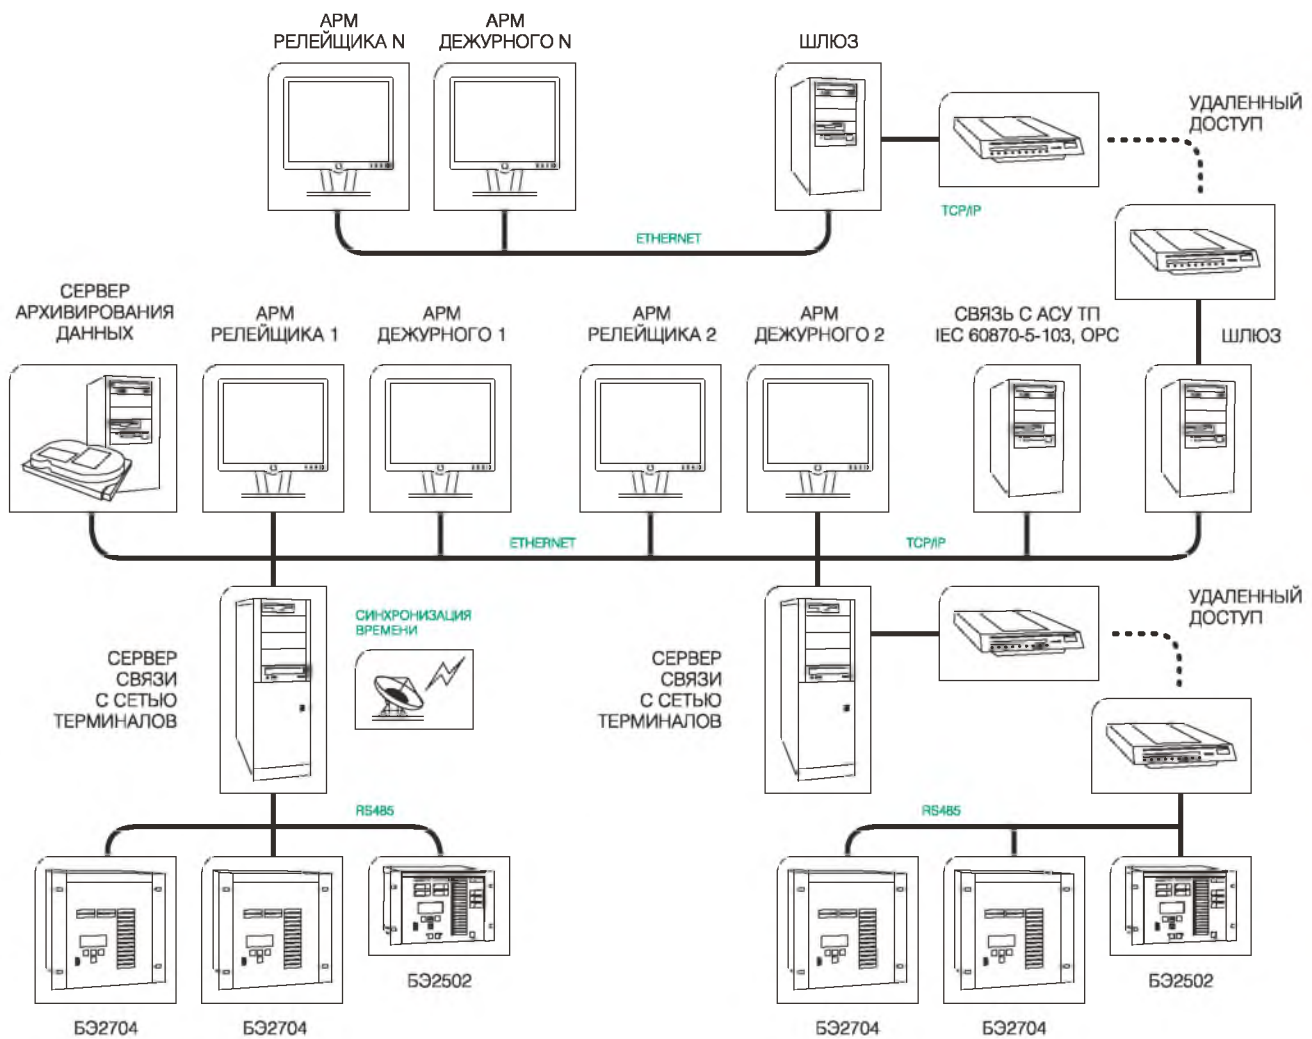 АРМ
РЕЛЕЙЩИКА N
АРМ
ДЕЖУРНОГО N
ШЛЮЗ
УДАЛЕННЫЙ
ДОСТУП
TCP/IP
ETHERNET
СЕРВЕР
АРХИВИРОВАНИЯ
ДАННЫХ
АРМ
РЕЛЕЙЩИКА 1
АРМ
ДЕЖУРНОГО 1
АРМ
РЕЛЕЙЩИКА 2
АРМ
ДЕЖУРНОГО 2
СВЯЗЬ С АСУ ТП
IEC 60870-5-103, OPC
ШЛЮЗ
ETHERNET
TCP/IP
СИНХРОНИЗАЦИЯ
ВРЕМЕНИ
УДАЛЕННЫЙ
ДОСТУП
СЕРВЕР
СВЯЗИ
С СЕТЬЮ
ТЕРМИНАЛОВ
СЕРВЕР
СВЯЗИ
С СЕТЬЮ
ТЕРМИНАЛОВ
RS485
RS485
БЭ2502
БЭ2502
БЭ2704
БЭ2704
БЭ2704
БЭ2704